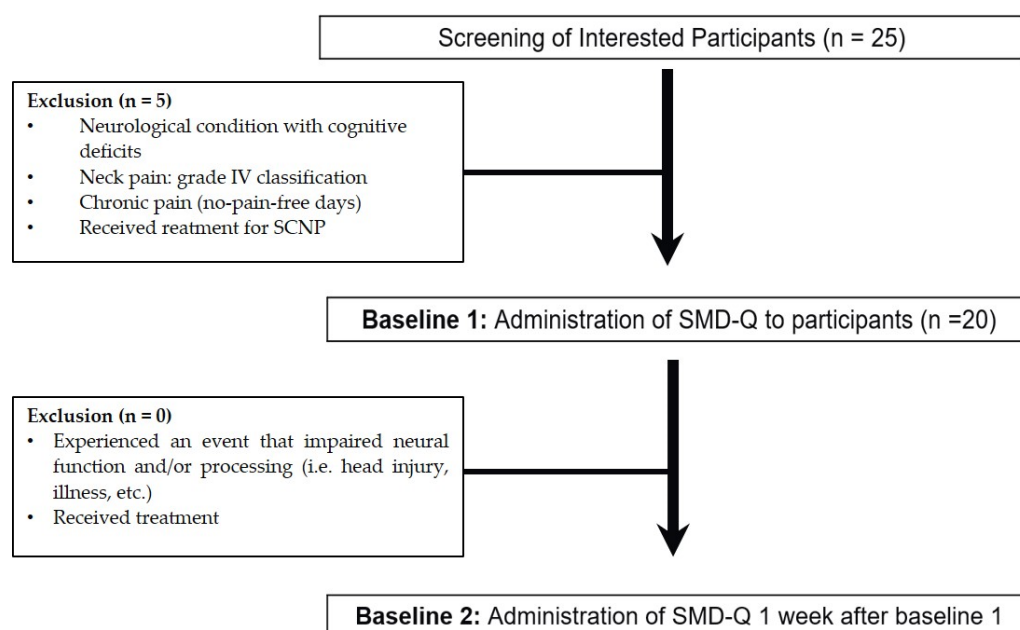 Screening of Interested Participants (n = 25)
Exclusion (n = 5)
• Neurological condition with cognitive
deficits
• Neck pain: grade IV classification
• Chronic pain (no-pain-free days)
• Received reatment for SCNP
Baseline 1: Administration of SMD-Q to participants (n =20)
Exclusion (n = 0)
• Experienced an event that impaired neural
function and/or processing (i.e. head injury,
illness, etc.)
• Received treatment
Baseline 2: Administration of SMD-Q 1 week after baseline 1